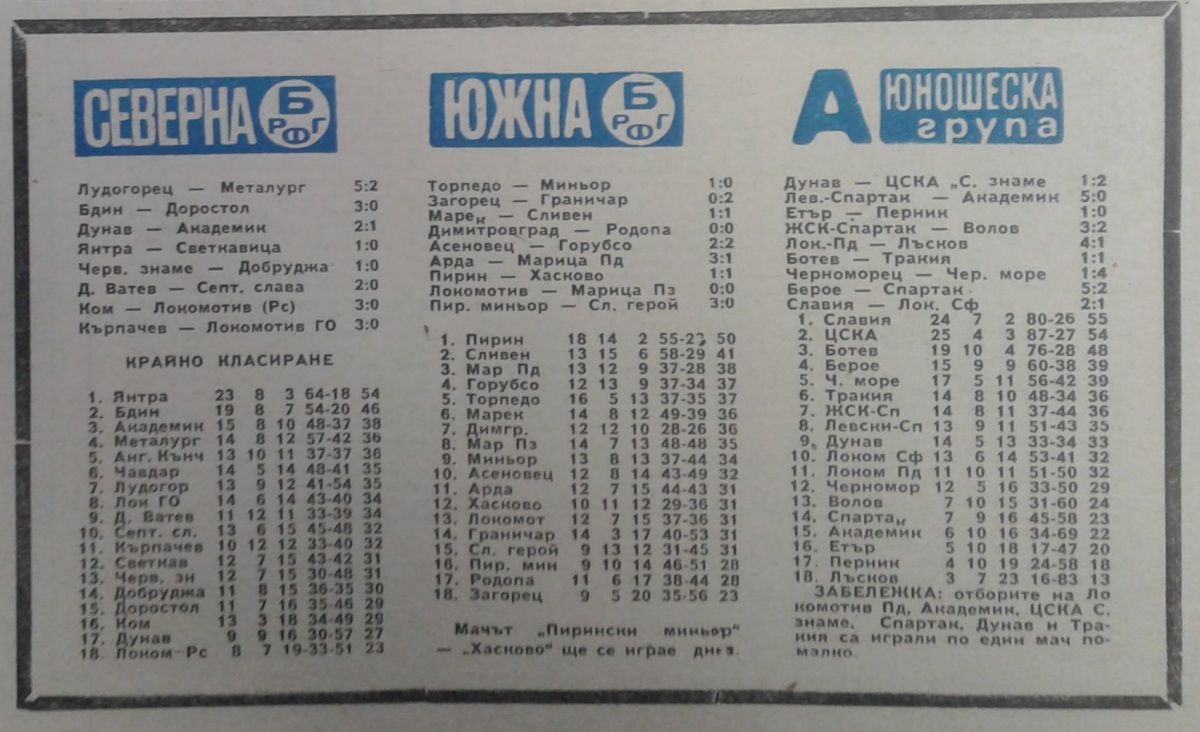 СЕВЕРНА Б РФГ
Лудогорец — Металург 5:2
Бдин — Доростол 3:0
Дунав — Академик 2:1
Янтра — Светкавица 1:0
Черв. знаме — Добруджа 1:0
Д. Ватев — Септ. слава 2:0
Ком — Локомотив (Рс) 3:0
Кърпачев — Локомотив ГО 3:0
КРАЙНО КЛАСИРАНЕ
1. Янтра 23 8 3 64-18 54
2. Бдин 19 8 7 54-20 46
3. Академик 15 8 10 48-37 38
4. Металург 14 8 12 57-42 36
5. Анг. Кънч 13 10 11 37-37 36
6. Чавдар 14 5 14 48-41 35
7. Лудогор 13 9 12 41-54 35
8. Лок ГО 14 6 14 43-40 34
9. Д. Ватев 11 12 11 33-39 34
10. Септ. сл. 13 6 15 45-48 32
11. Кърпачев 10 12 12 33-40 32
12. Светкав 12 7 15 43-42 31
13. Черв. зн 12 7 15 30-48 31
14. Добруджа 11 8 15 36-35 30
15. Доростол 11 7 16 35-46 29
16. Ком 13 3 18 34-49 29
17. Дунав 9 9 16 30-57 27
18. Локом Рс 8 7 19-33-51 23
ЮЖНА Б РФГ
Торпедо — Миньор 1:0
Загорец — Граничар 0:2
Марек — Сливен 1:1
Димитровград — Родопа 0:0
Асеновец — Горубсо 2:2
Арда — Марица Пд 3:1
Пирин — Хасково 1:1
Локомотив — Марица Пз 0:0
Пир. миньор — Сл. герой 3:0
1. Пирин 18 14 2 55-22, 50
2. Сливен 13 15 6 58-29 41
3. Мар Пд 13 12 9 37-28 38
4. Горубсо 12 13 9 37-34 37
5. Торпедо 16 5 13 37-35 37
6. Марек 14 8 12 49-39 36
7. Димгр. 12 12 10 28-26 36
8. Мар Пз 14 7 13 48-48 35
9. Миньор 13 8 13 37-44 34
10. Асеновец 12 8 14 43-49 32
11. Арда 12 7 15 44-43 31
12. Хасково 10 11 12 29-36 31
13. Локомот 12 7 15 37-36 31
14. Граничар 14 3 17 40-53 31
15. Сл. герой 9 13 12 31-45 31
16. Пир. мин 9 10 14 46-51 28
17. Родопа 11 6 17 38-44 28
18. Загорец 9 5 20 35-56 23
Мачът „Пирински миньор"
— „Хасково" ще се играе днез.
А ЮНОШЕСКА
група
Дунав — ЦСКА „С. знаме 1:2
Лев.-Спартак — Академик 5:0
Етър — Перник 1:0
ЖСК-Спартак — Волов 3:2
Лок.-Пд — Лъсков 4:1
Ботев — Тракия 1:1
Черноморец — Чер. море 1:4
Берое — Спартак 5:2
Славия — Лок. Сф 2:1
1. Славия 24 7 2 80-26 55
2. ЦСКА 25 4 3 87-27 54
3. Ботев 19 10 4 76-28 48
4. Берое 15 9 9 60-38 39
5. Ч. море 17 5 11 56-42 39
6. Тракия 14 8 10 48-34 36
7. ЖСК-Сп 14 8 11 37-44 36
8. Левски-Сп 13 9 11 51-43 35
9. Дунав 14 5 13 33-34 33
10. Локом Сф 13 6 14 53-41 32
11. Локом Пд 11 10 11 51-50 32
12. Черномор 12 5 16 33-50 29
13. Волов 7 10 15 31-60 24
14. Спартак 7 9 16 45-58 23
15. Академик 6 10 16 34-69 22
16. Етър 5 10 18 17-47 20
17. Перник 4 10 19 24-58 18
18. Лъсков 3 7 23 16-83 13
ЗАБЕЛЕЖКА: отборите на Ло
комотив Пд, Академик, ЦСКА С.
знаме. Спартак, Дунав и Тра-
кия са играли по един мач по-
малко.